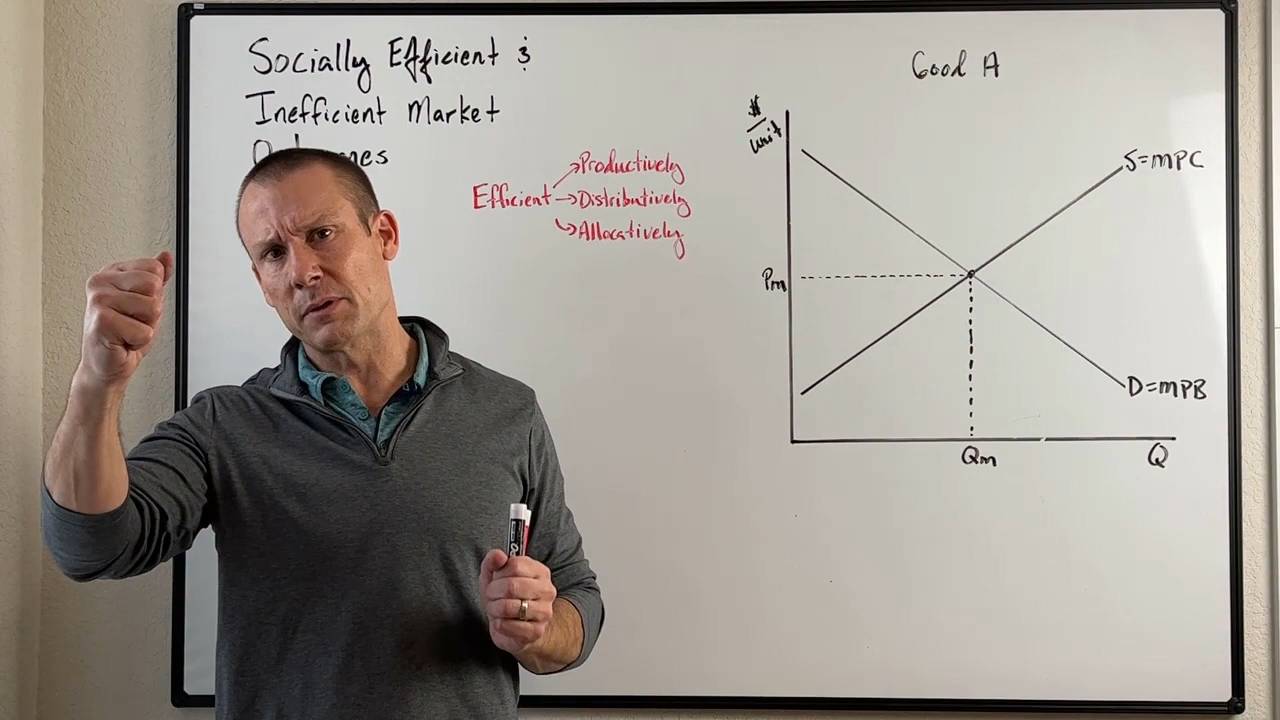 Socially Efficient &
Inefficient Market
Efficient
Productively
Distributively
Allocatively
Good A
$/unit
S=MPC
Pm
D=MPB
Qm
Q